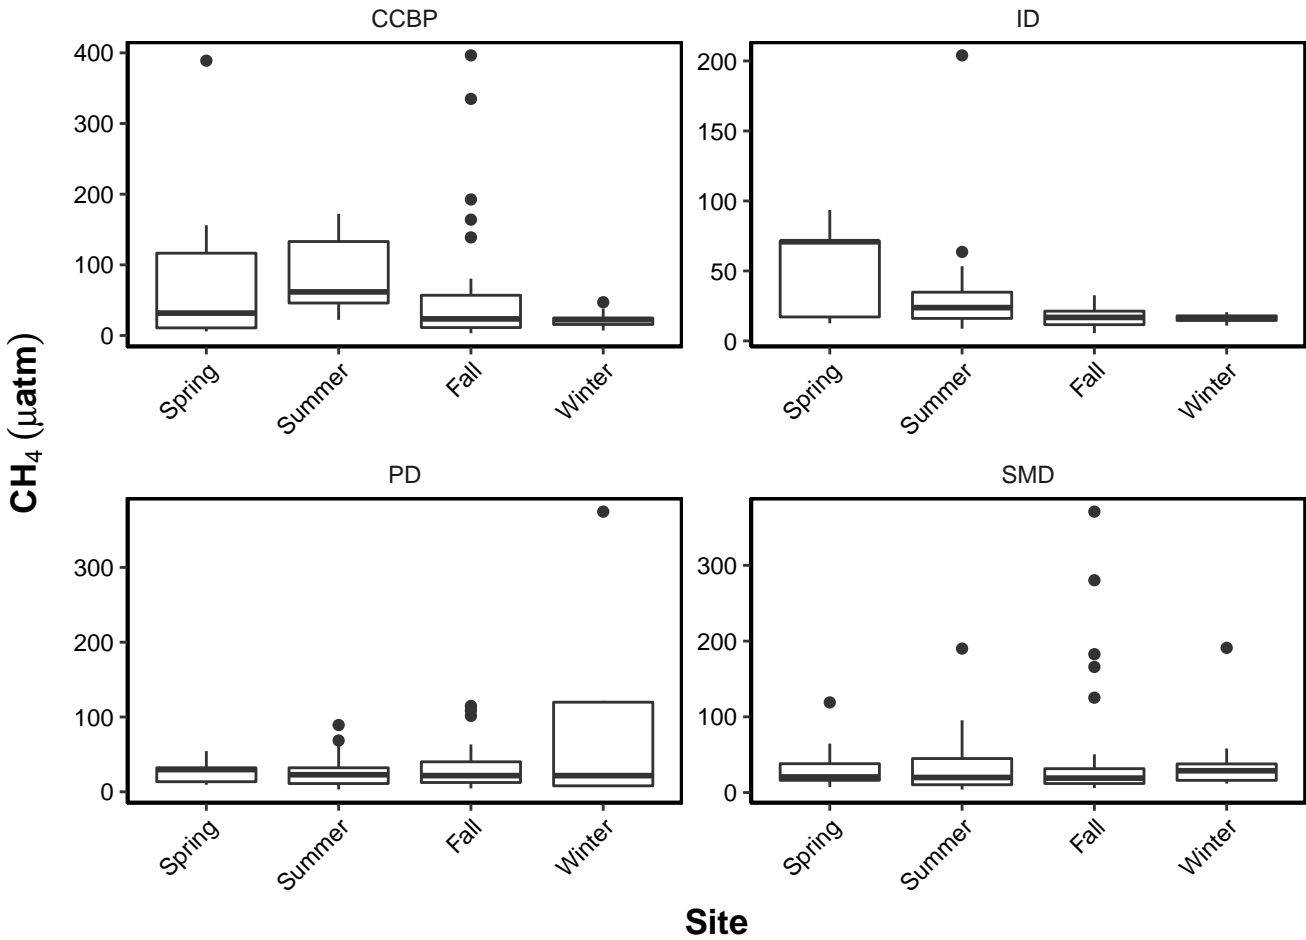 CCBP
ID
400
300
200
100
0
200
150
100
50
0
Spring
Summer
Fall
Winter
Spring
Summer
Fall
Winter
CH₄ (μatm)
PD
SMD
300
200
100
0
300
200
100
0
Spring
Summer
Fall
Winter
Spring
Summer
Fall
Winter
Site